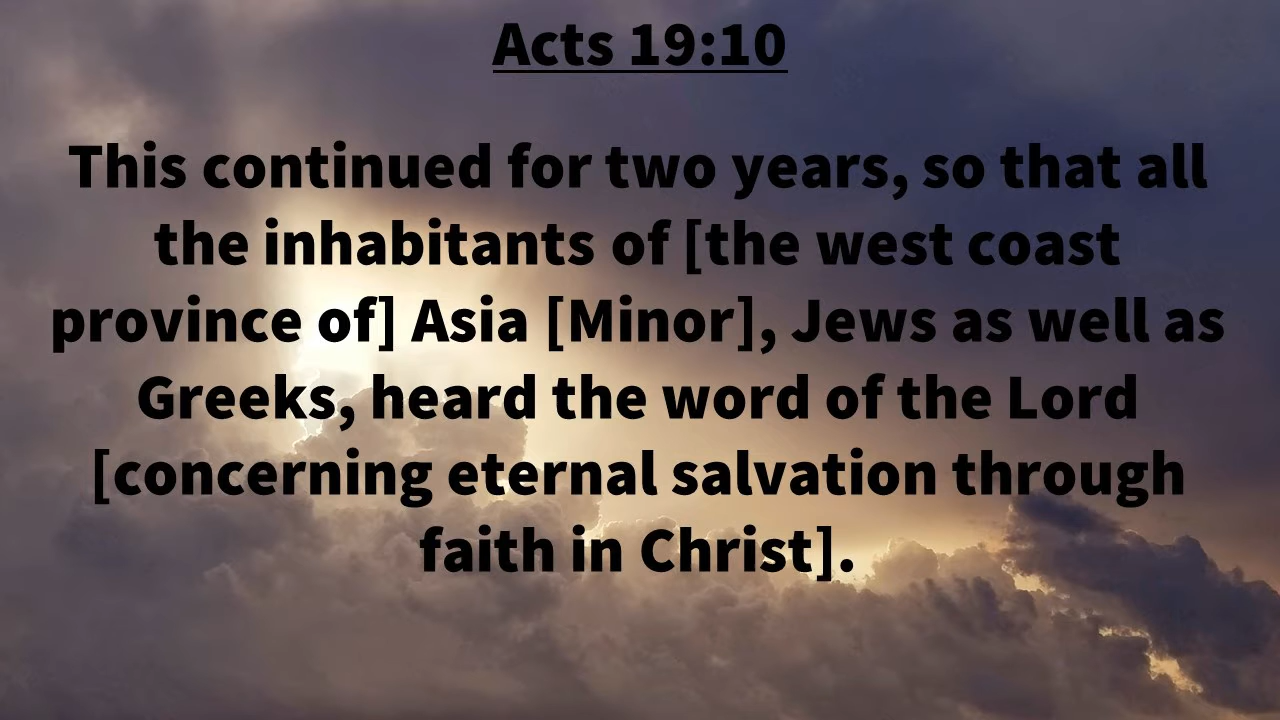 Acts 19:10
This continued for two years, so that all
the inhabitants of [the west coast
province of] Asia [Minor], Jews as well as
Greeks, heard the word of the Lord
[concerning eternal salvation through
faith in Christ].